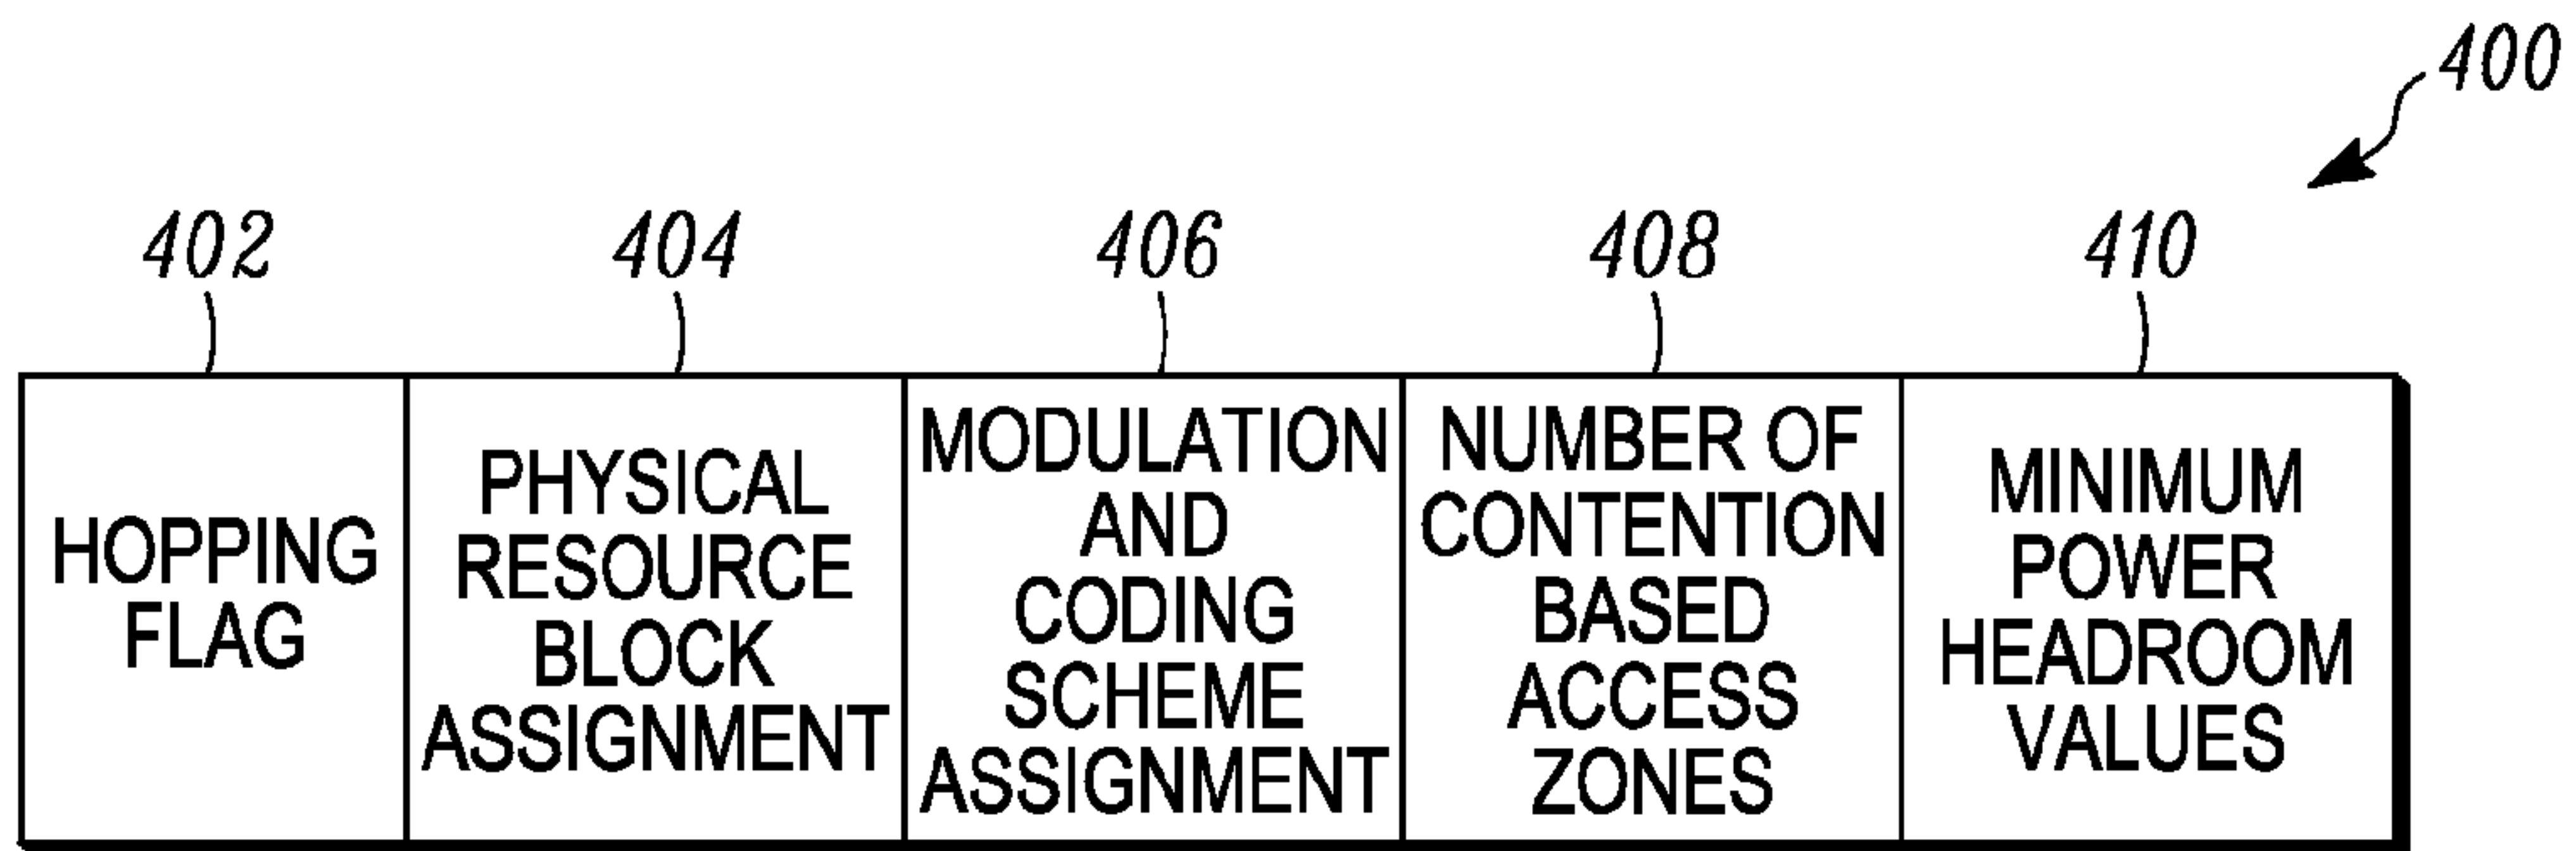 400
402
404
406
408
410
HOPPING
FLAG
PHYSICAL
RESOURCE
BLOCK
ASSIGNMENT
MODULATION
AND
CODING
SCHEME
ASSIGNMENT
NUMBER OF
CONTENTION
BASED
ACCESS
ZONES
MINIMUM
POWER
HEADROOM
VALUES